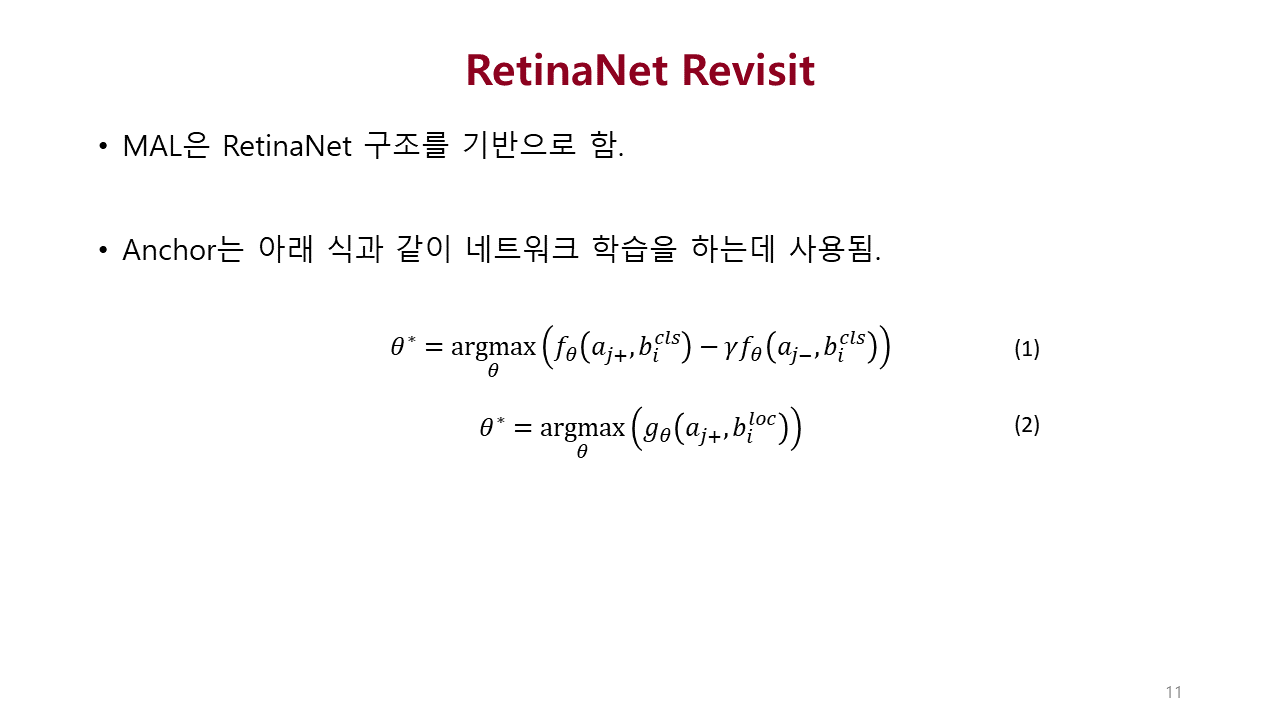 RetinaNet Revisit
• MAL은 RetinaNet 구조를 기반으로 함.
• Anchor는 아래 식과 같이 네트워크 학습을 하는데 사용됨.
$\theta^* = \underset{\theta}{\mathrm{argmax}} \left( f_\theta \left( a_{j+}, b_i^{cls} \right) - \gamma f_\theta \left( a_{j-}, b_i^{cls} \right) \right)$ (1)
$\theta^* = \underset{\theta}{\mathrm{argmax}} \left( g_\theta \left( a_{j+}, b_i^{loc} \right) \right)$ (2)
11